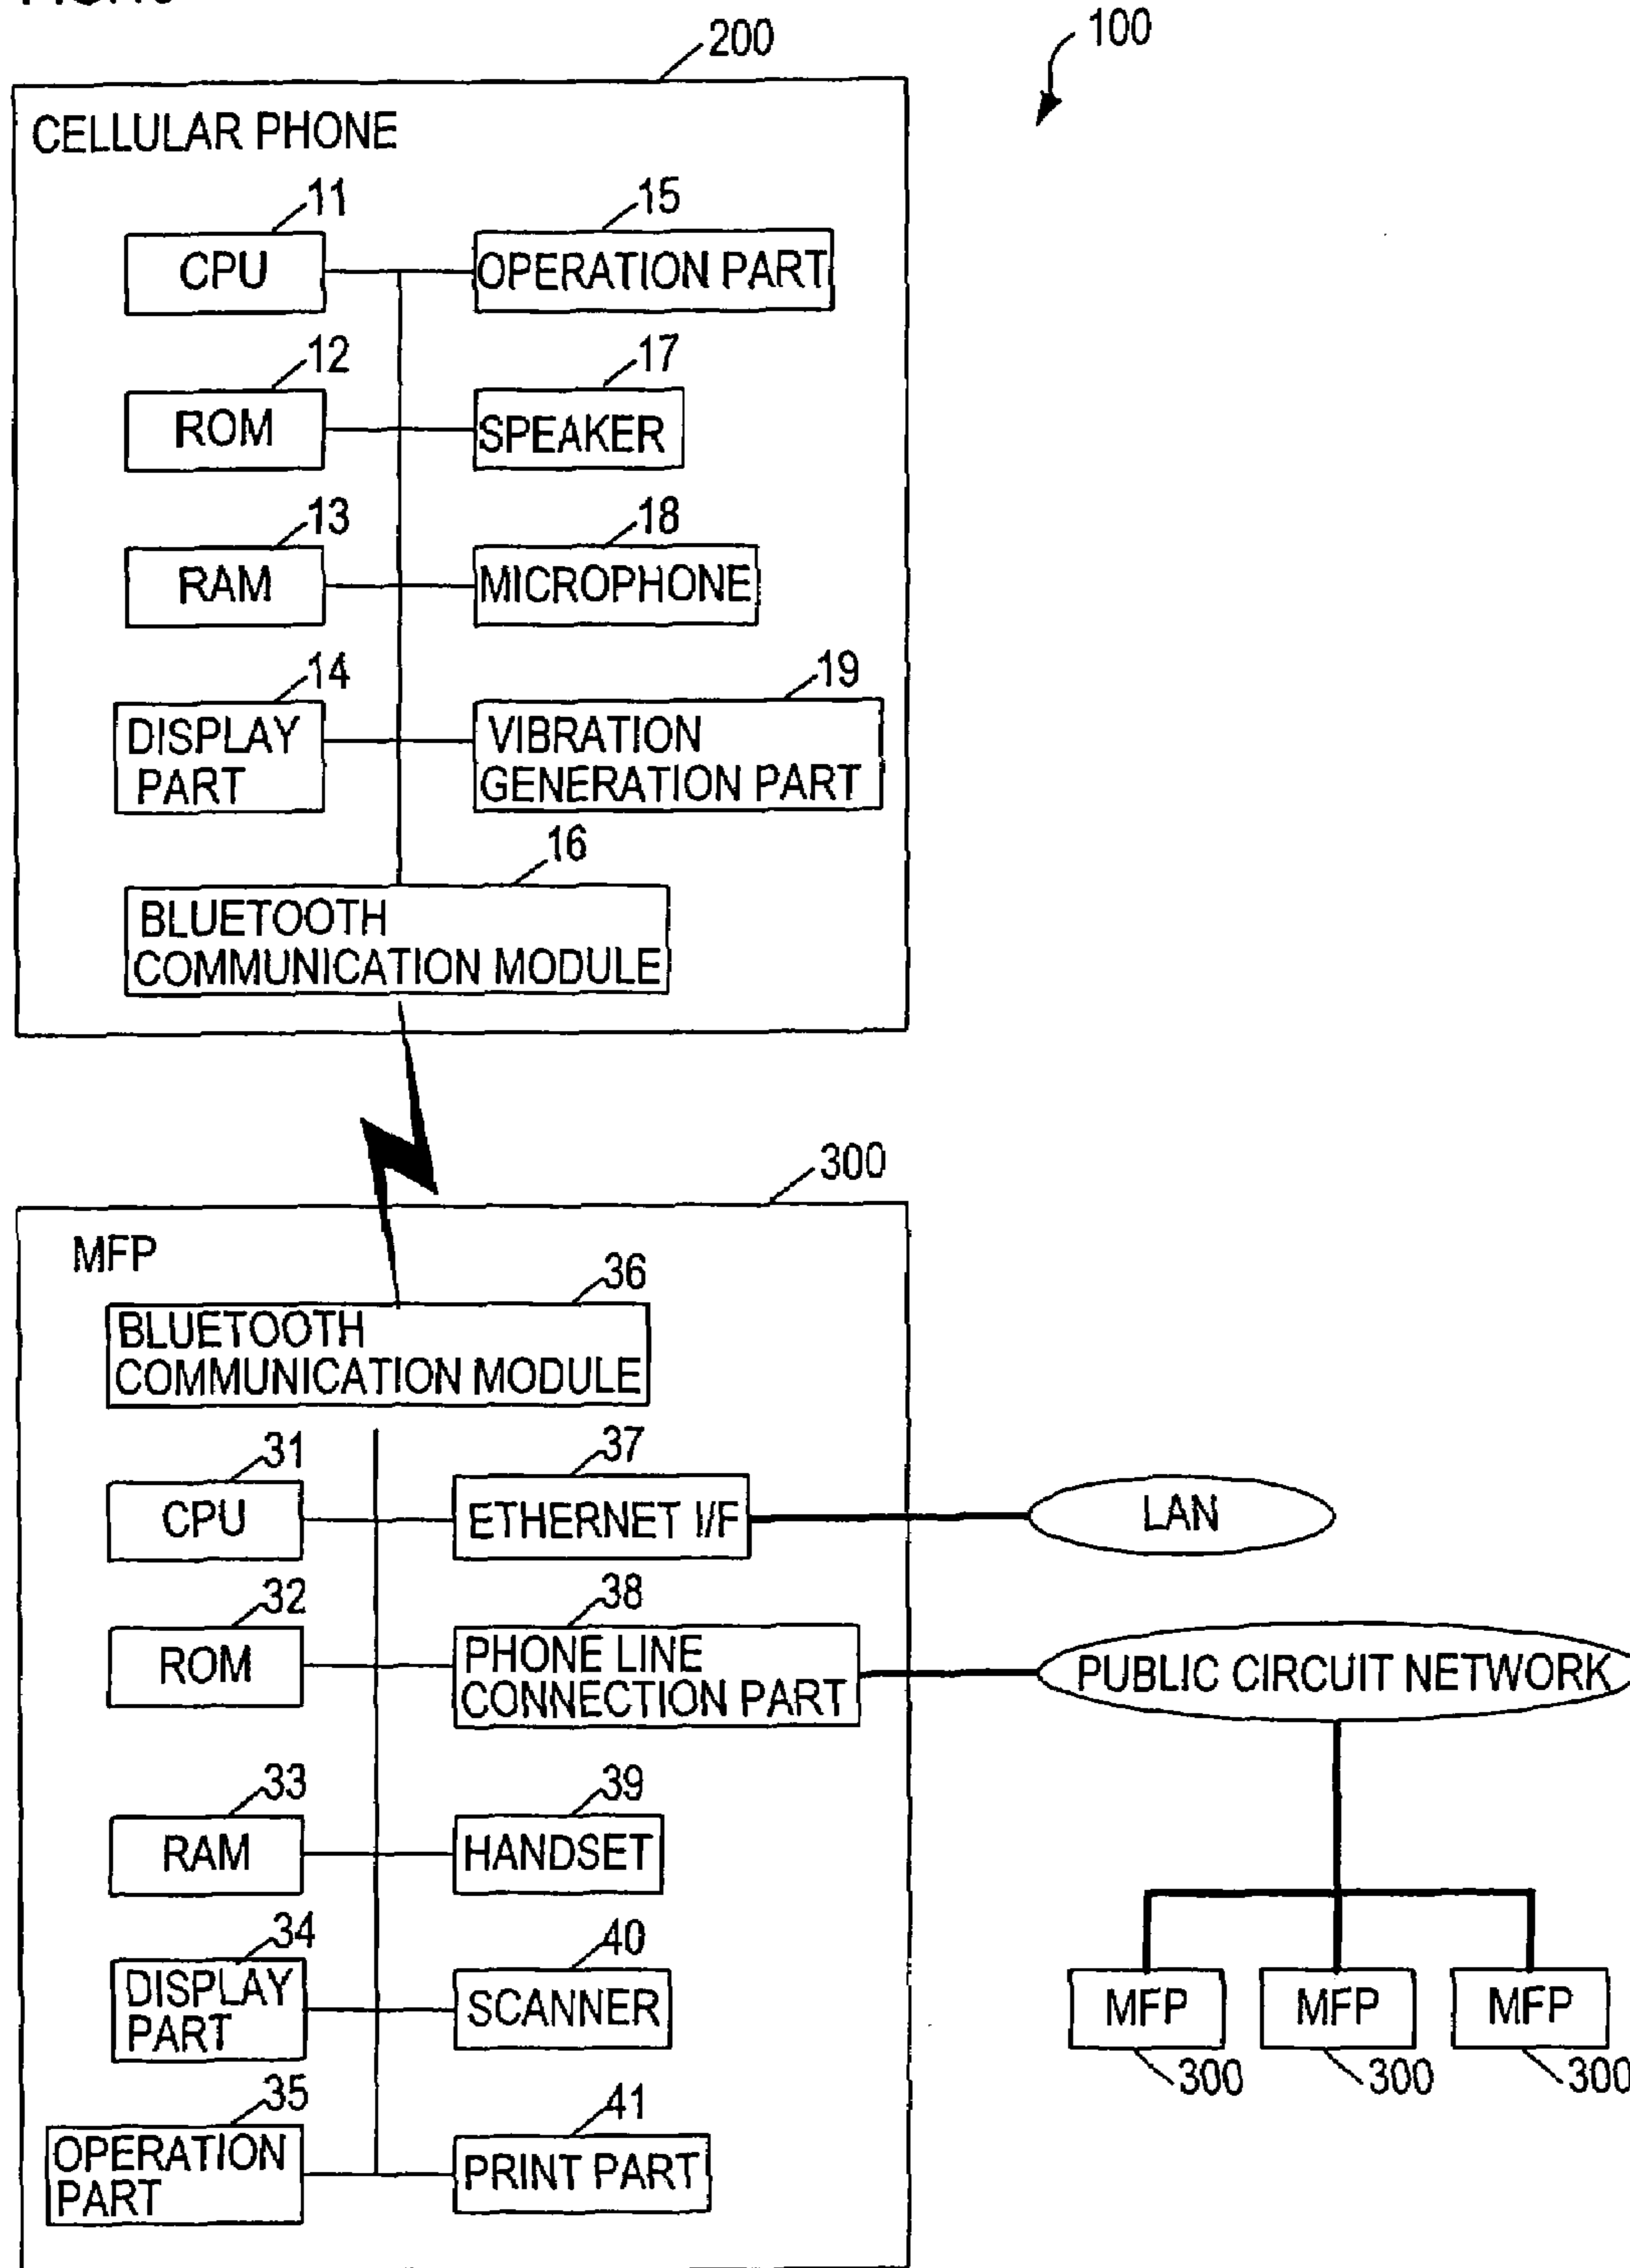 100
200
CELLULAR PHONE
11
CPU
15
OPERATION PART
12
ROM
17
SPEAKER
13
RAM
18
MICROPHONE
14
DISPLAY
PART
19
VIBRATION
GENERATION PART
16
BLUETOOTH
COMMUNICATION MODULE
300
MFP
36
BLUETOOTH
COMMUNICATION MODULE
31
CPU
37
ETHERNET I/F
LAN
32
ROM
38
PHONE LINE
CONNECTION PART
PUBLIC CIRCUIT NETWORK
33
RAM
39
HANDSET
34
DISPLAY
PART
40
SCANNER
MFP
MFP
MFP
300
300
300
35
OPERATION
PART
41
PRINT PART